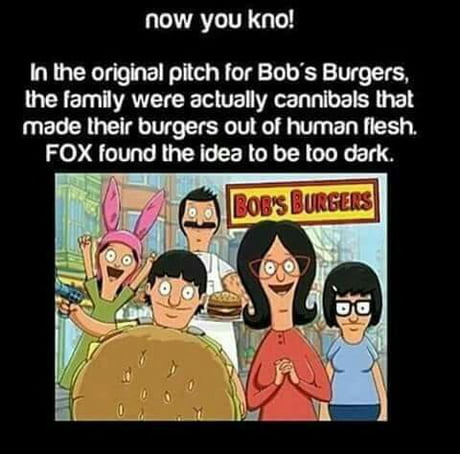 now you kno!
In the original pitch for Bob´s Burgers,
the family were actually cannibals that
made their burgers out of human flesh.
FOX found the idea to be too dark.
BOB'S BURGERS